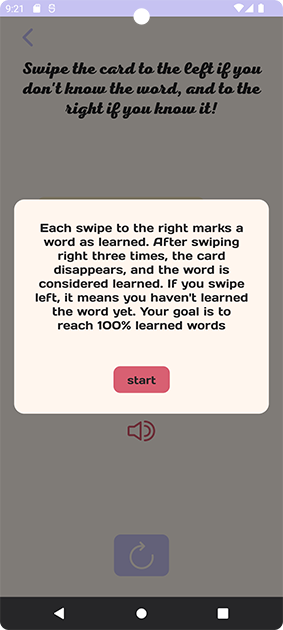 9:21
Swipe the card to the left if you
don't know the word, and to the
right if you know it!
Each swipe to the right marks a
word as learned. After swiping
right three times, the card
disappears, and the word is
considered learned. If you swipe
left, it means you haven't learned
the word yet. Your goal is to
reach 100% learned words
start